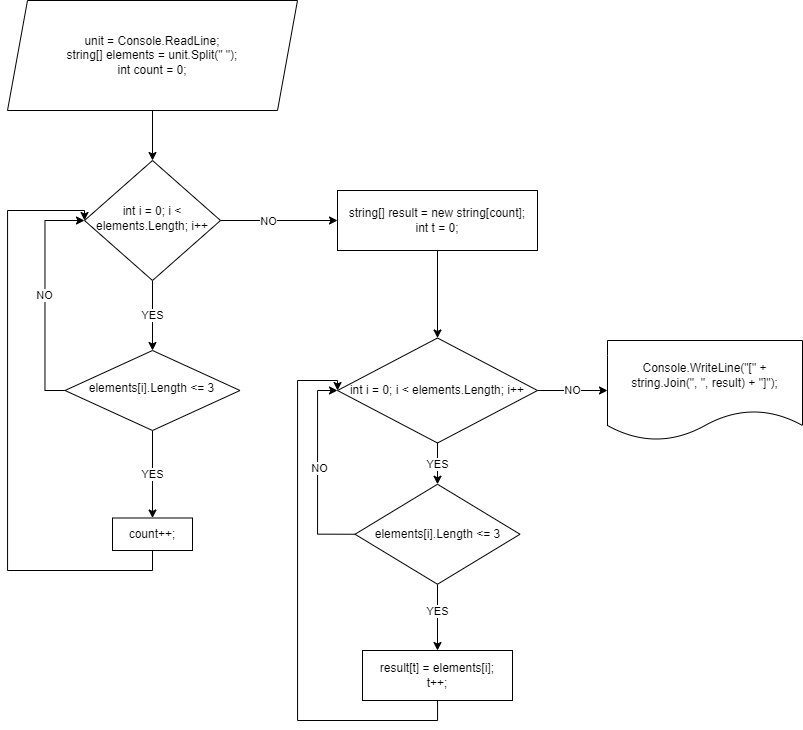 unit = Console.ReadLine;
string[] elements = unit.Split(" ");
int count = 0;
int i = 0; i <
elements.Length; i++
NO
string[] result = new string[count];
int t = 0;
NO
YES
elements[i].Length <= 3
YES
count++;
int i = 0; i < elements.Length; i++
NO
Console.WriteLine("[" +
string.Join(", ", result) + "]");
NO
YES
elements[i].Length <= 3
YES
result[t] = elements[i];
t++;